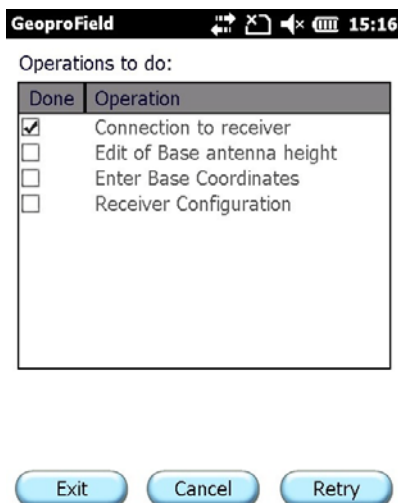 GeoproField 15:16
Operations to do:
Done Operation
Connection to receiver
Edit of Base antenna height
Enter Base Coordinates
Receiver Configuration
Exit Cancel Retry